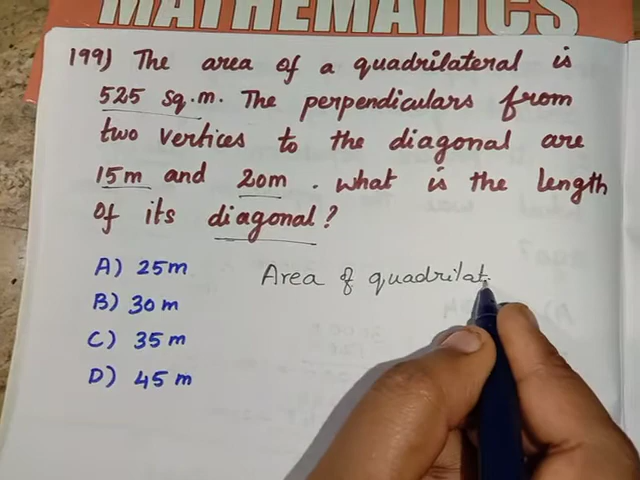 MATHEMATICS
199) The area of a quadrilateral is
525 sq.m. The perpendiculars from
two vertices to the diagonal are
15m and 20m. What is the length
of its diagonal?
A) 25m
B) 30m
C) 35m
D) 45m
Area of quadrilat